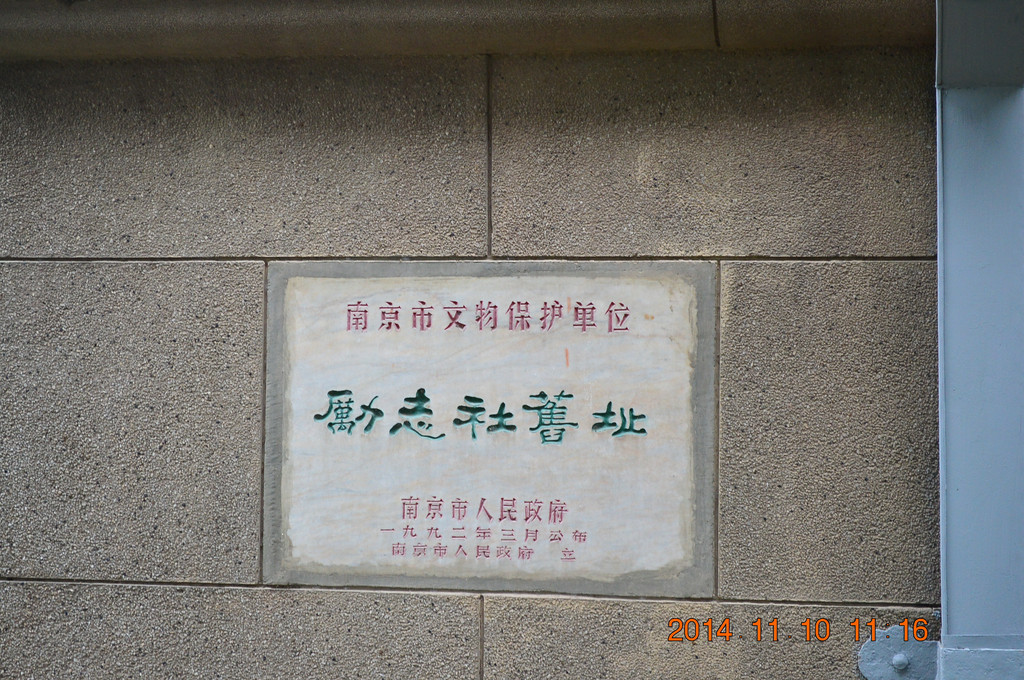 南京市文物保护单位
勵志社舊址
南京市人民政府
一九九二年三月公布
南京市人民政府 立
2014 11 10 11 16